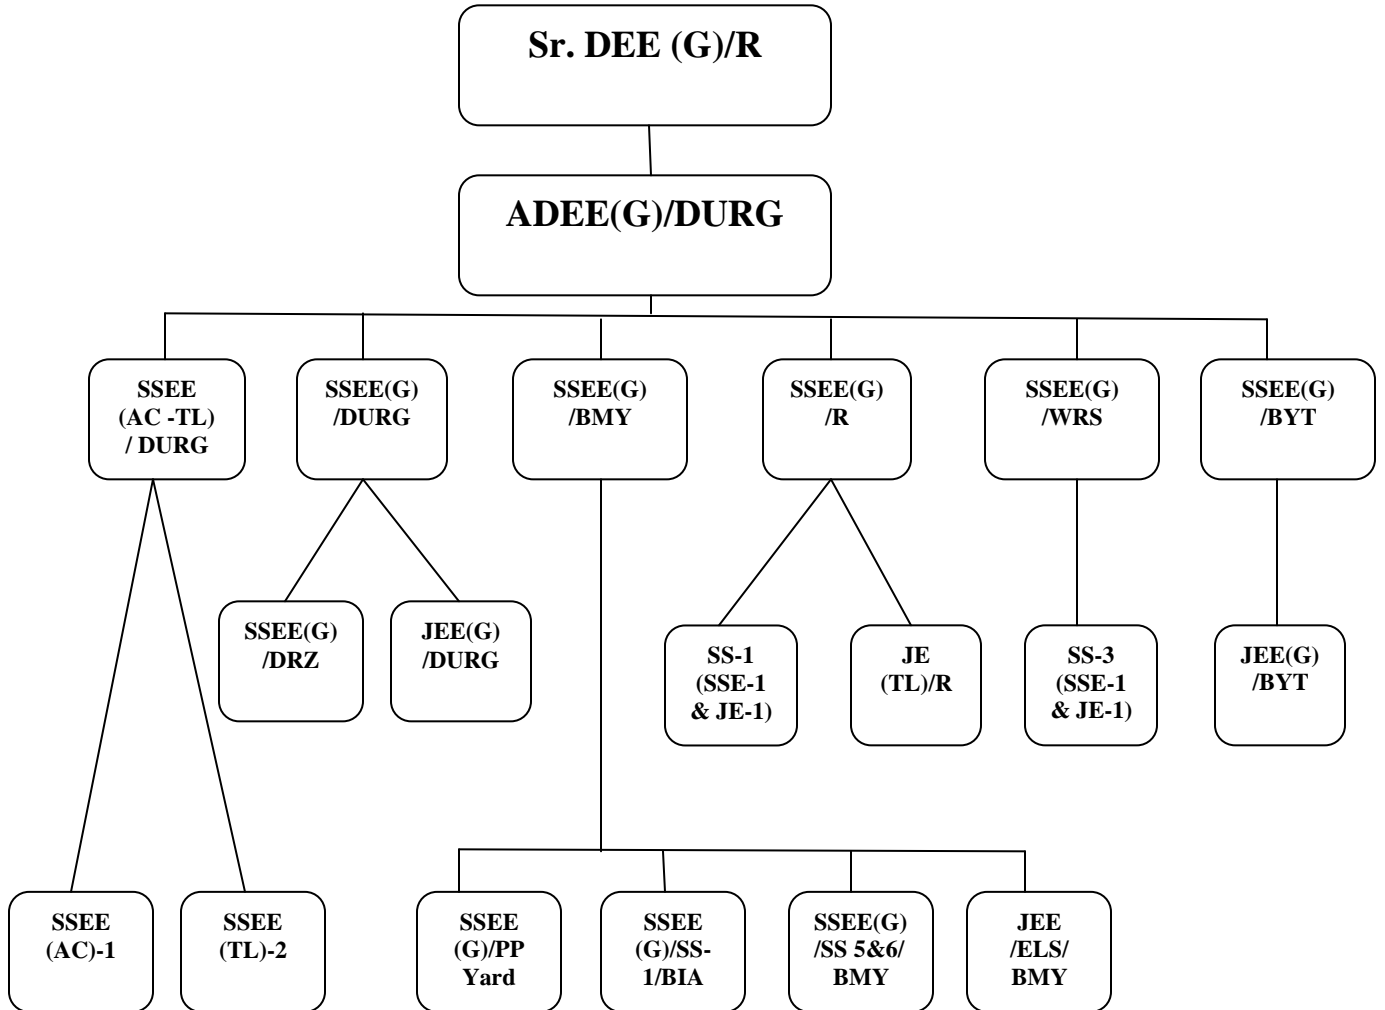 Sr. DEE (G)/R
ADEE(G)/DURG
SSEE
(AC -TL)
/ DURG
SSEE(G)
/DURG
SSEE(G)
/BMY
SSEE(G)
/R
SSEE(G)
/WRS
SSEE(G)
/BYT
SSEE(G)
/DRZ
JEE(G)
/DURG
SS-1
(SSE-1
& JE-1)
JE
(TL)/R
SS-3
(SSE-1
& JE-1)
JEE(G)
/BYT
SSEE
(AC)-1
SSEE
(TL)-2
SSEE
(G)/PP
Yard
SSEE
(G)/SS-
1/BIA
SSEE(G)
/SS 5&6/
BMY
JEE
/ELS/
BMY